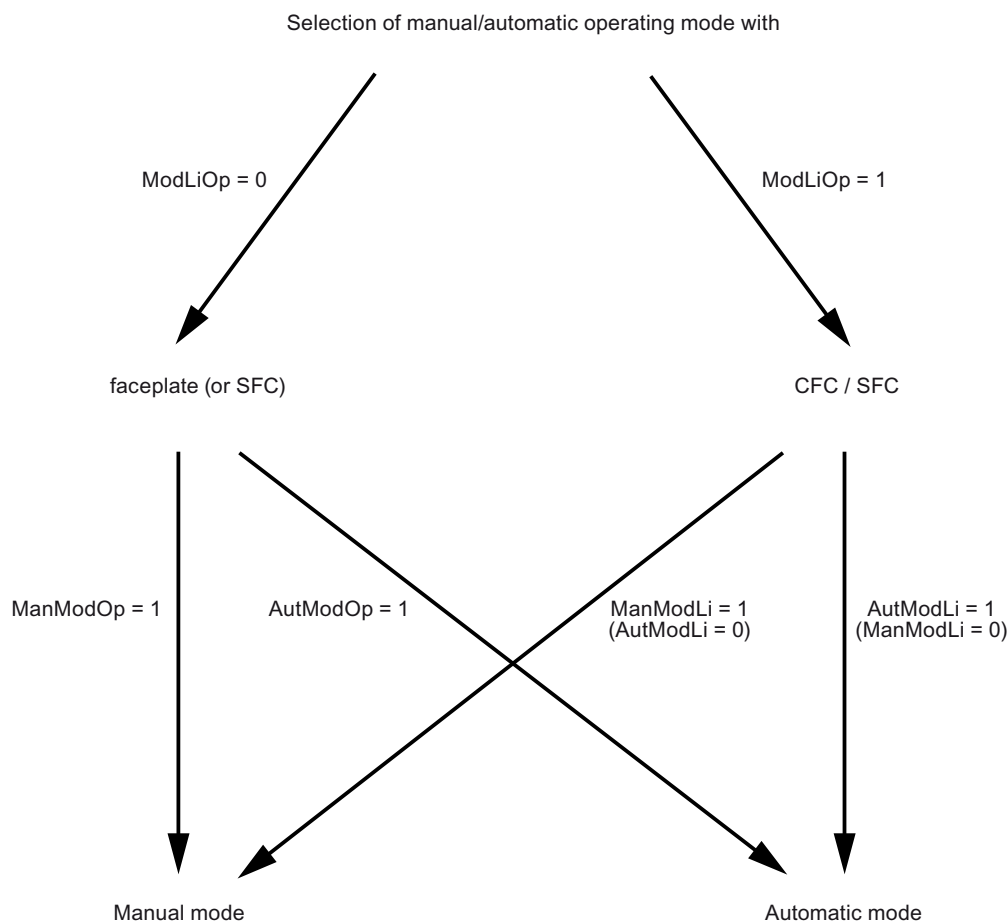 Selection of manual/automatic operating mode with
ModLiOp = 0
ModLiOp = 1
faceplate (or SFC)
CFC / SFC
ManModOp = 1
AutModOp = 1
ManModLi = 1
(AutModLi = 0)
AutModLi = 1
(ManModLi = 0)
Manual mode
Automatic mode